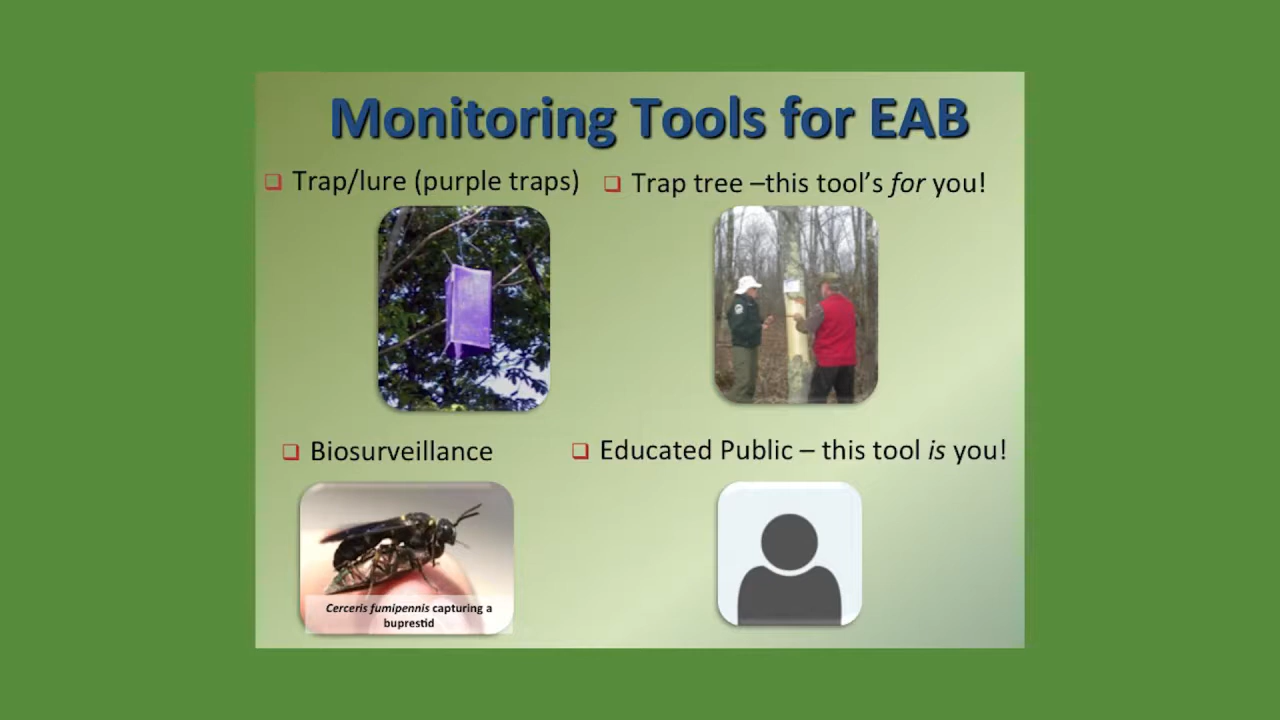 Monitoring Tools for EAB
❑ Trap/lure (purple traps)
❑ Trap tree –this tool's for you!
❑ Biosurveillance
❑ Educated Public – this tool is you!
Cerceris fumipennis capturing a
buprestid